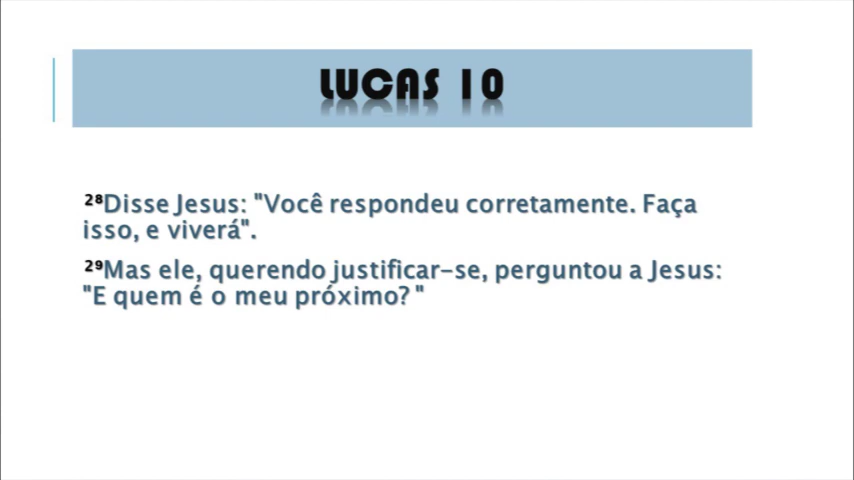 LUCAS 10
²⁸Disse Jesus: "Você respondeu corretamente. Faça
isso, e viverá".
²⁹Mas ele, querendo justificar-se, perguntou a Jesus:
"E quem é o meu próximo? "